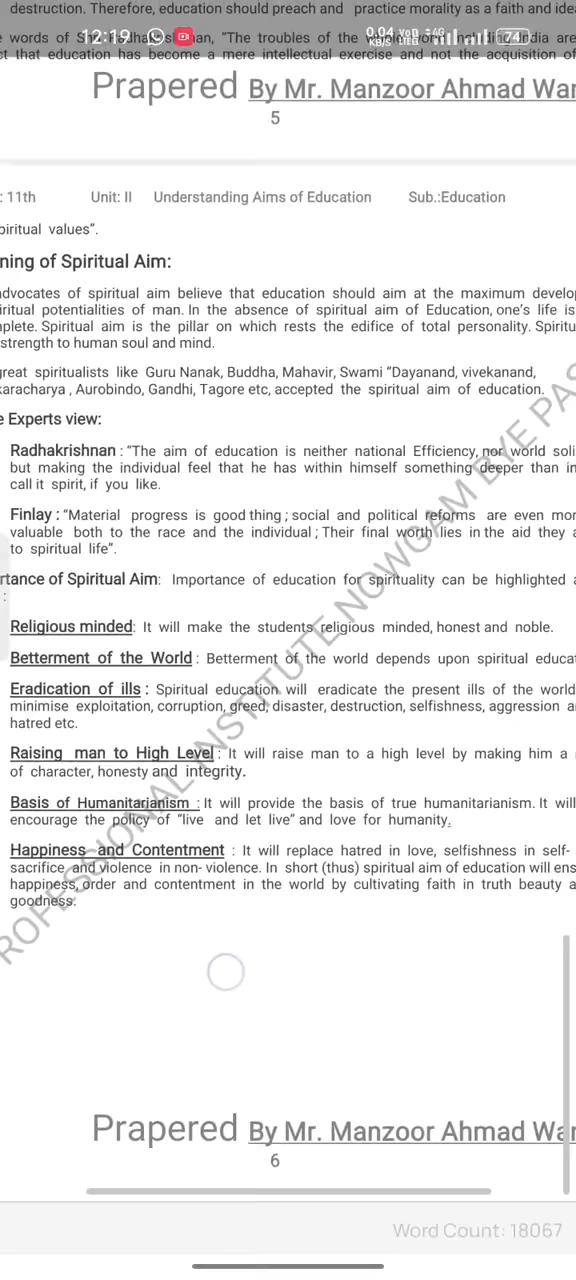 destruction. Therefore, education should preach and practice morality as a faith and ide
words of
an, "The troubles of the
India are
ct that education has become a mere intellectual exercise and not the acquisition of
12:19
0.04 KB/S
4G
74
Prapered By Mr. Manzoor Ahmad War
5
: 11th Unit: II Understanding Aims of Education Sub.:Education
piritual values".
ning of Spiritual Aim:
advocates of spiritual aim believe that education should aim at the maximum develop
iritual potentialities of man. In the absence of spiritual aim of Education, one's life is
nplete. Spiritual aim is the pillar on which rests the edifice of total personality. Spiritu
strength to human soul and mind.
great spiritualists like Guru Nanak, Buddha, Mahavir, Swami "Dayanand, vivekanand,
karacharya , Aurobindo, Gandhi, Tagore etc, accepted the spiritual aim of education.
e Experts view:
Radhakrishnan : "The aim of education is neither national Efficiency, nor world soli
but making the individual feel that he has within himself something deeper than in
call it spirit, if you like.
Finlay : "Material progress is good thing ; social and political reforms are even mor
valuable both to the race and the individual ; Their final worth lies in the aid they a
to spiritual life".
rtance of Spiritual Aim: Importance of education for spirituality can be highlighted a
:
Religious minded: It will make the students religious minded, honest and noble.
Betterment of the World : Betterment of the world depends upon spiritual educat
Eradication of ills : Spiritual education will eradicate the present ills of the world
minimise exploitation, corruption, greed, disaster, destruction, selfishness, aggression a
hatred etc.
Raising man to High Level : It will raise man to a high level by making him a
of character, honesty and integrity.
Basis of Humanitarianism : It will provide the basis of true humanitarianism. It will
encourage the policy of "live and let live" and love for humanity.
Happiness and Contentment : It will replace hatred in love, selfishness in self-
sacrifice and violence in non- violence. In short (thus) spiritual aim of education will ens
happiness, order and contentment in the world by cultivating faith in truth beauty a
goodness.
ROFESSIONAL INSTITUTE NOWGAM BYE PAS
Prapered By Mr. Manzoor Ahmad War
6
Word Count: 18067